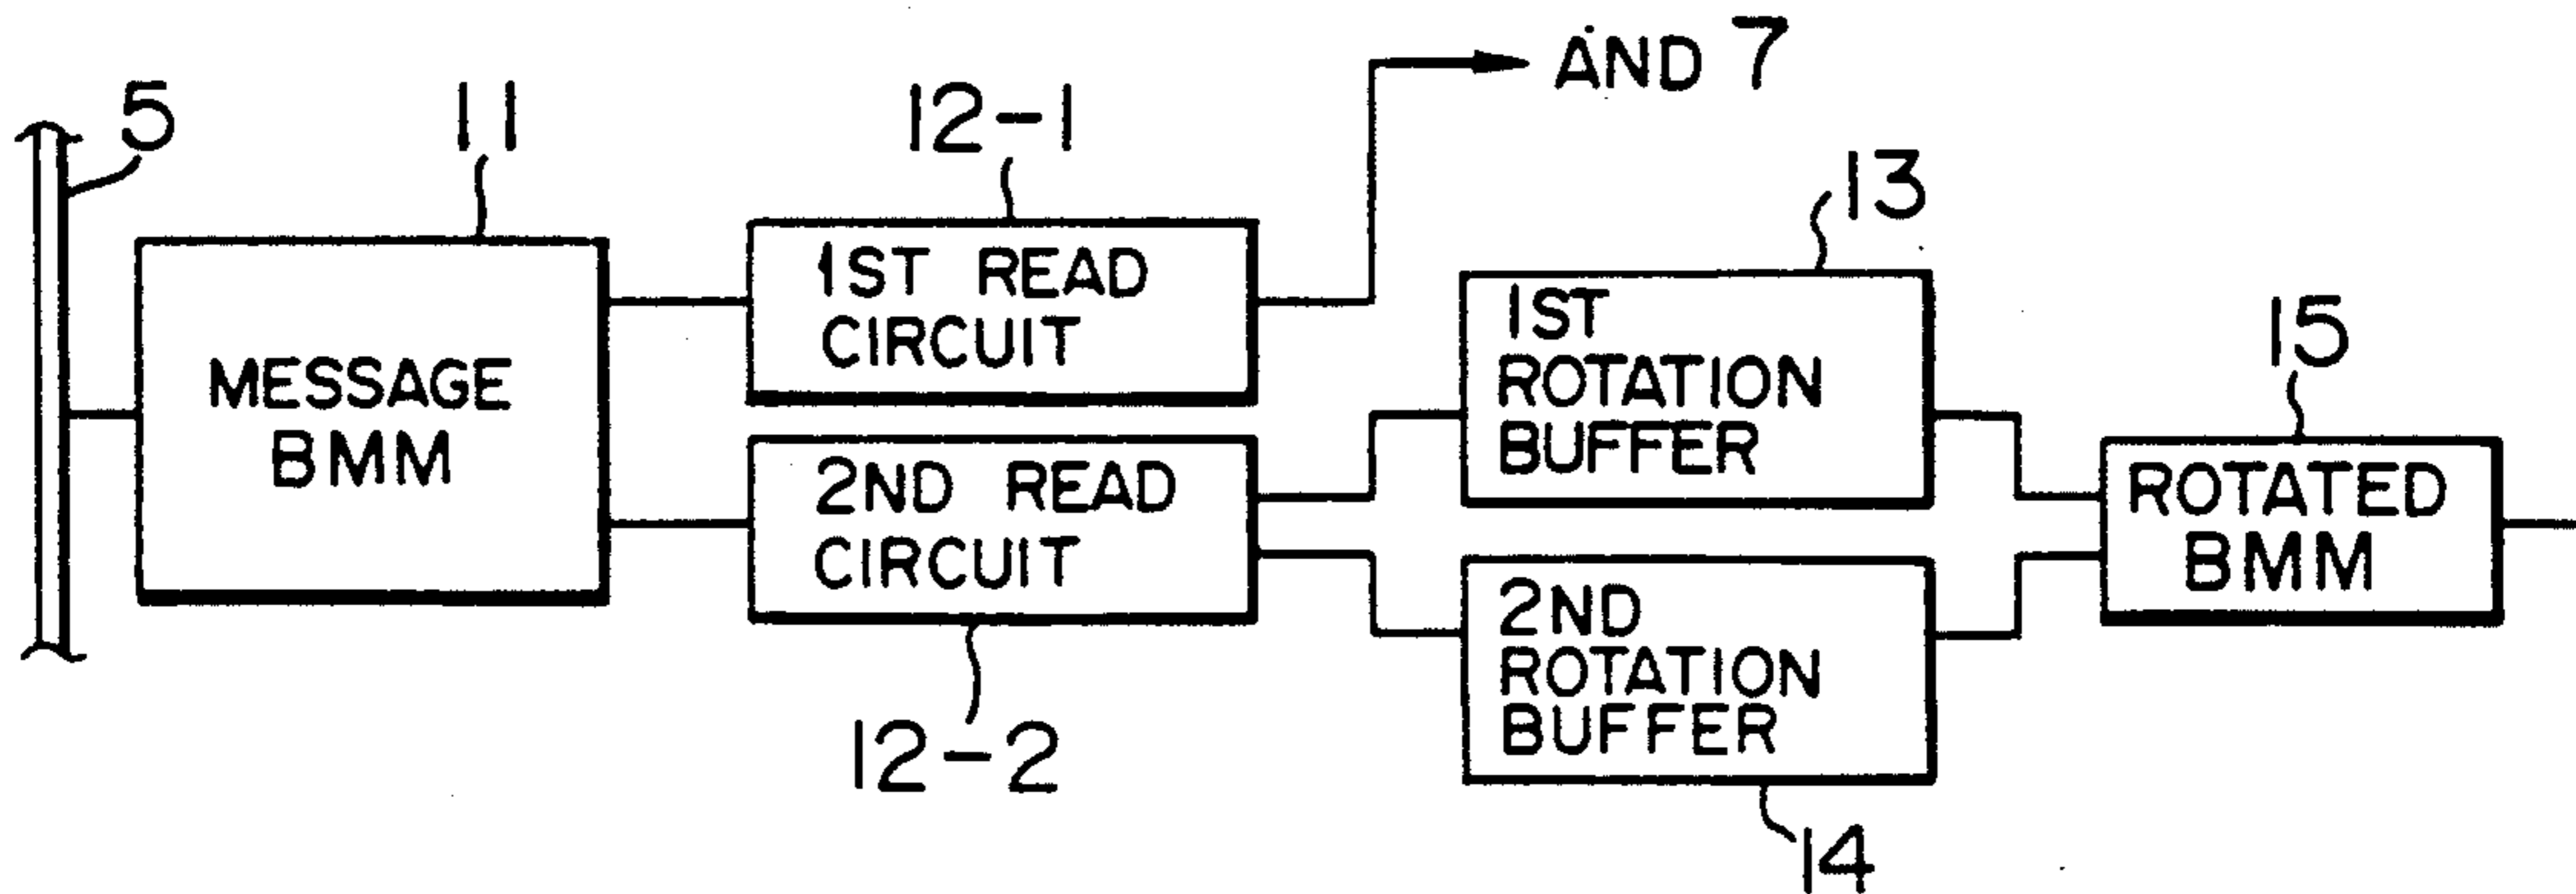 AND 7
5
11
12-1
13
15
1ST READ
CIRCUIT
1ST
ROTATION
BUFFER
MESSAGE
BMM
2ND READ
CIRCUIT
ROTATED
BMM
2ND
ROTATION
BUFFER
12-2
14